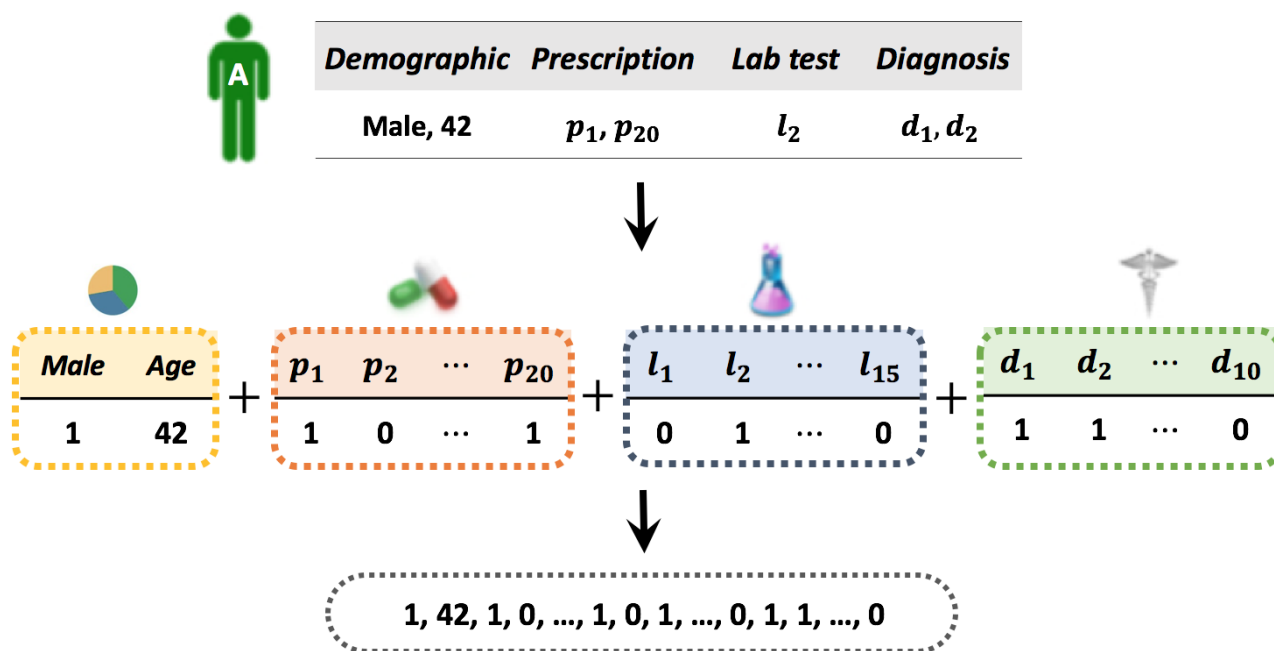 A
Demographic Prescription Lab test Diagnosis
Male, 42 p₁, p₂₀ l₂ d₁, d₂
Male Age + p₁ p₂ ··· p₂₀ + l₁ l₂ ··· l₁₅ + d₁ d₂ ··· d₁₀
1 42 1 0 ··· 1 0 1 ··· 0 1 1 ··· 0
1, 42, 1, 0, ..., 1, 0, 1, ..., 0, 1, 1, ..., 0